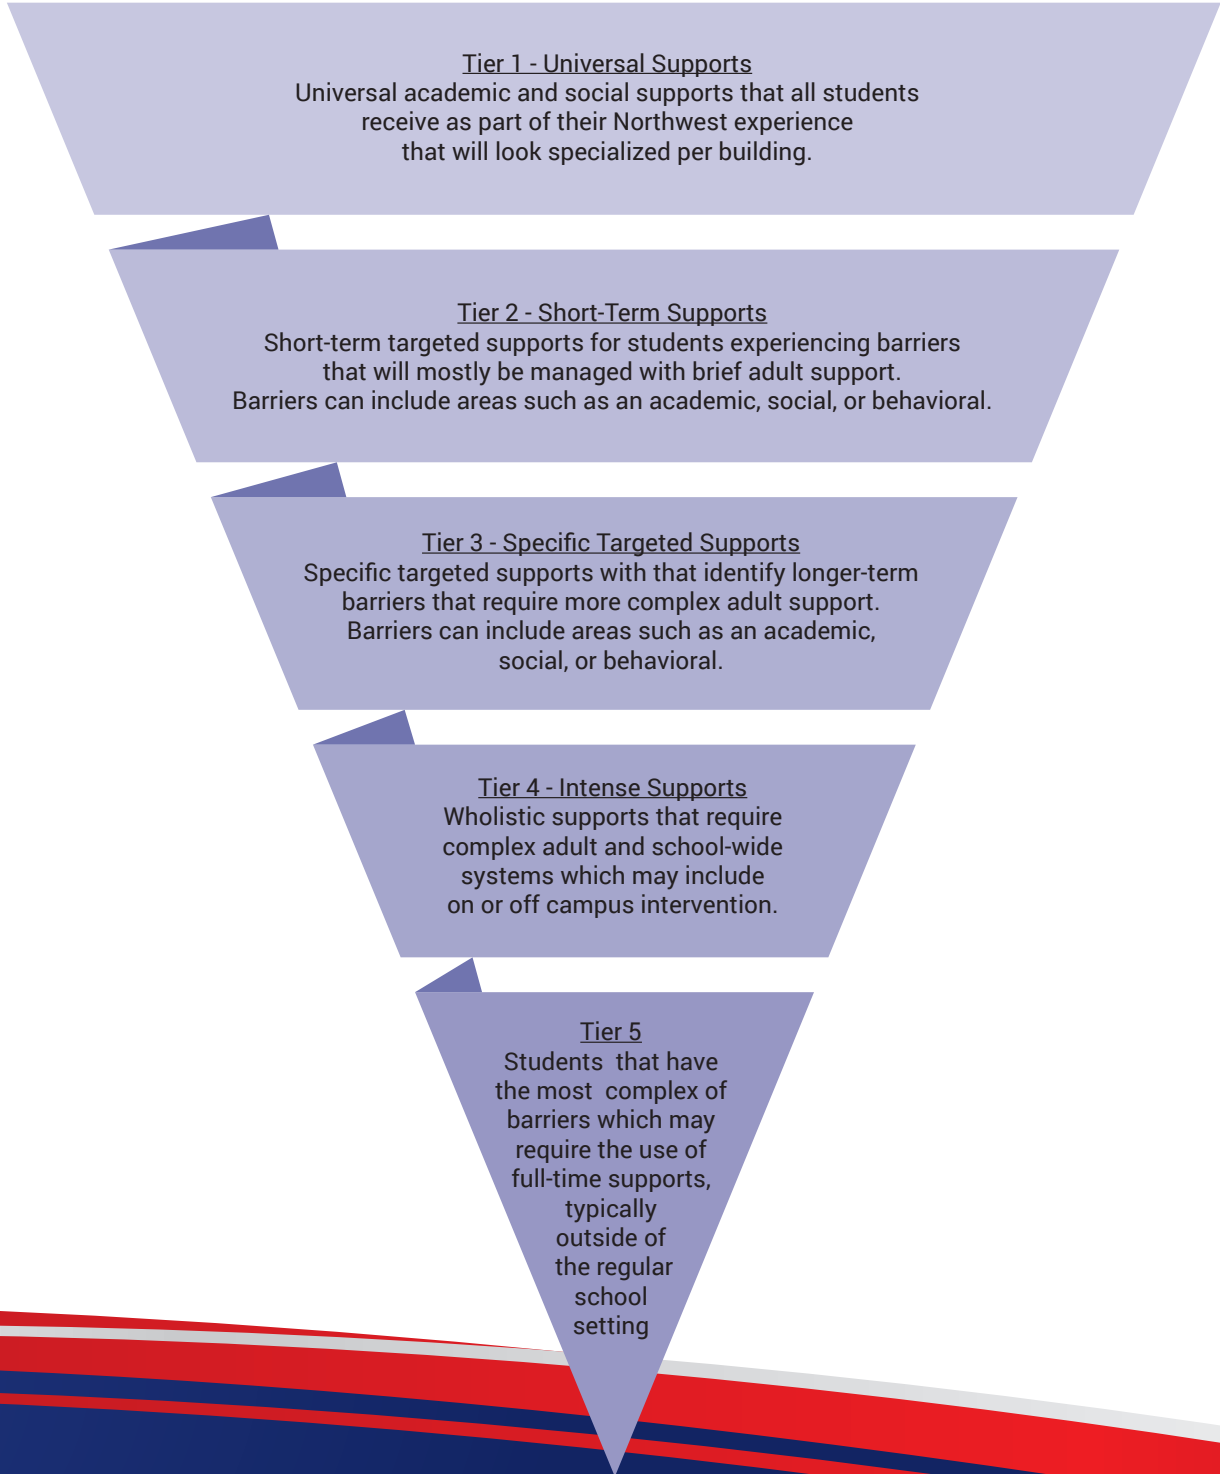 Tier 1 - Universal Supports
Universal academic and social supports that all students
receive as part of their Northwest experience
that will look specialized per building.
Tier 2 - Short-Term Supports
Short-term targeted supports for students experiencing barriers
that will mostly be managed with brief adult support.
Barriers can include areas such as an academic, social, or behavioral.
Tier 3 - Specific Targeted Supports
Specific targeted supports with that identify longer-term
barriers that require more complex adult support.
Barriers can include areas such as an academic,
social, or behavioral.
Tier 4 - Intense Supports
Wholistic supports that require
complex adult and school-wide
systems which may include
on or off campus intervention.
Tier 5
Students that have
the most complex of
barriers which may
require the use of
full-time supports,
typically
outside of
the regular
school
setting